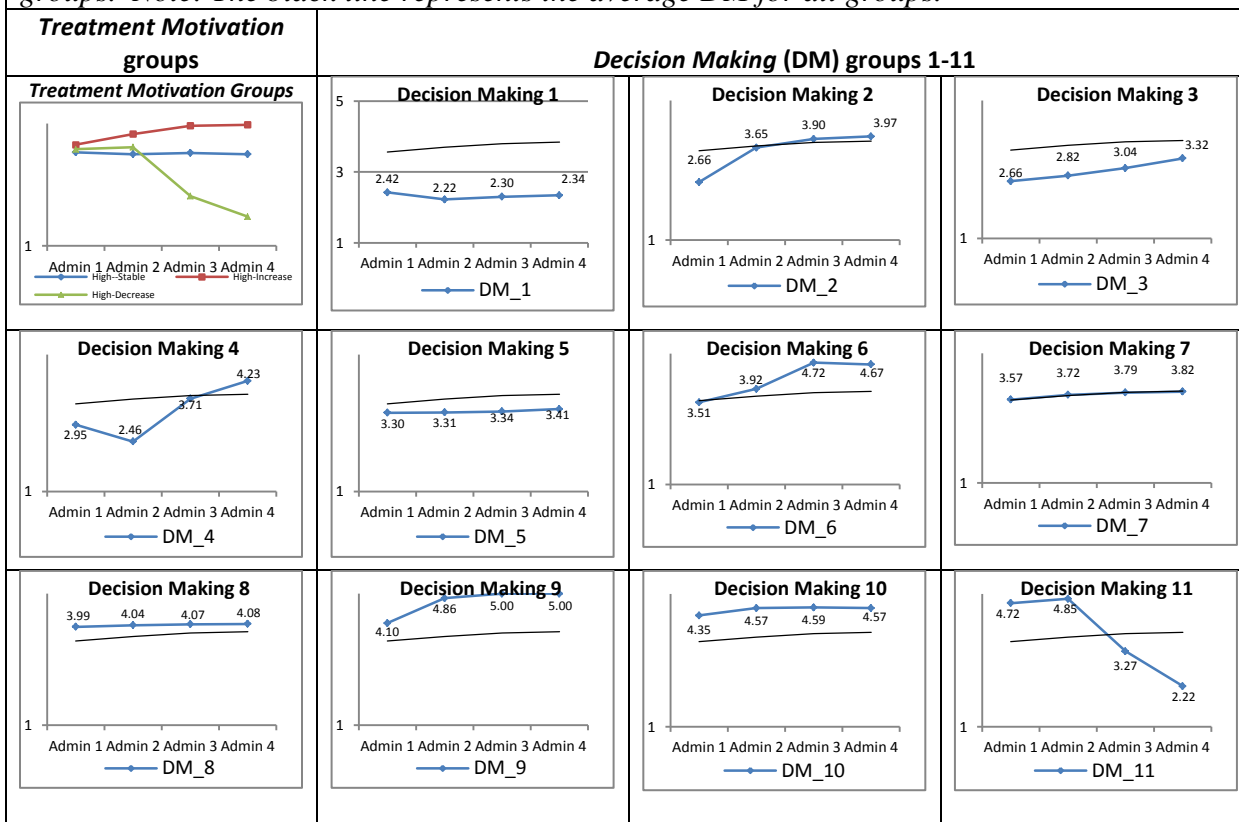 groups. Note: The black line represents the average DM for all groups.
Treatment Motivation
groups
Decision Making (DM) groups 1-11
Treatment Motivation Groups
1
Admin 1 Admin 2 Admin 3 Admin 4
High--Stable High-Increase
High-Decrease
Decision Making 1
5
3
1
2.42 2.22 2.30 2.34
Admin 1 Admin 2 Admin 3 Admin 4
DM_1
Decision Making 2
2.66 3.65 3.90 3.97
1
Admin 1 Admin 2 Admin 3 Admin 4
DM_2
Decision Making 3
2.66 2.82 3.04 3.32
1
Admin 1 Admin 2 Admin 3 Admin 4
DM_3
Decision Making 4
2.95 2.46 3.71 4.23
1
Admin 1 Admin 2 Admin 3 Admin 4
DM_4
Decision Making 5
3.30 3.31 3.34 3.41
1
Admin 1 Admin 2 Admin 3 Admin 4
DM_5
Decision Making 6
3.51 3.92 4.72 4.67
1
Admin 1 Admin 2 Admin 3 Admin 4
DM_6
Decision Making 7
3.57 3.72 3.79 3.82
1
Admin 1 Admin 2 Admin 3 Admin 4
DM_7
Decision Making 8
3.99 4.04 4.07 4.08
1
Admin 1 Admin 2 Admin 3 Admin 4
DM_8
Decision Making 9
4.10 4.86 5.00 5.00
1
Admin 1 Admin 2 Admin 3 Admin 4
DM_9
Decision Making 10
4.35 4.57 4.59 4.57
1
Admin 1 Admin 2 Admin 3 Admin 4
DM_10
Decision Making 11
4.72 4.85 3.27 2.22
1
Admin 1 Admin 2 Admin 3 Admin 4
DM_11